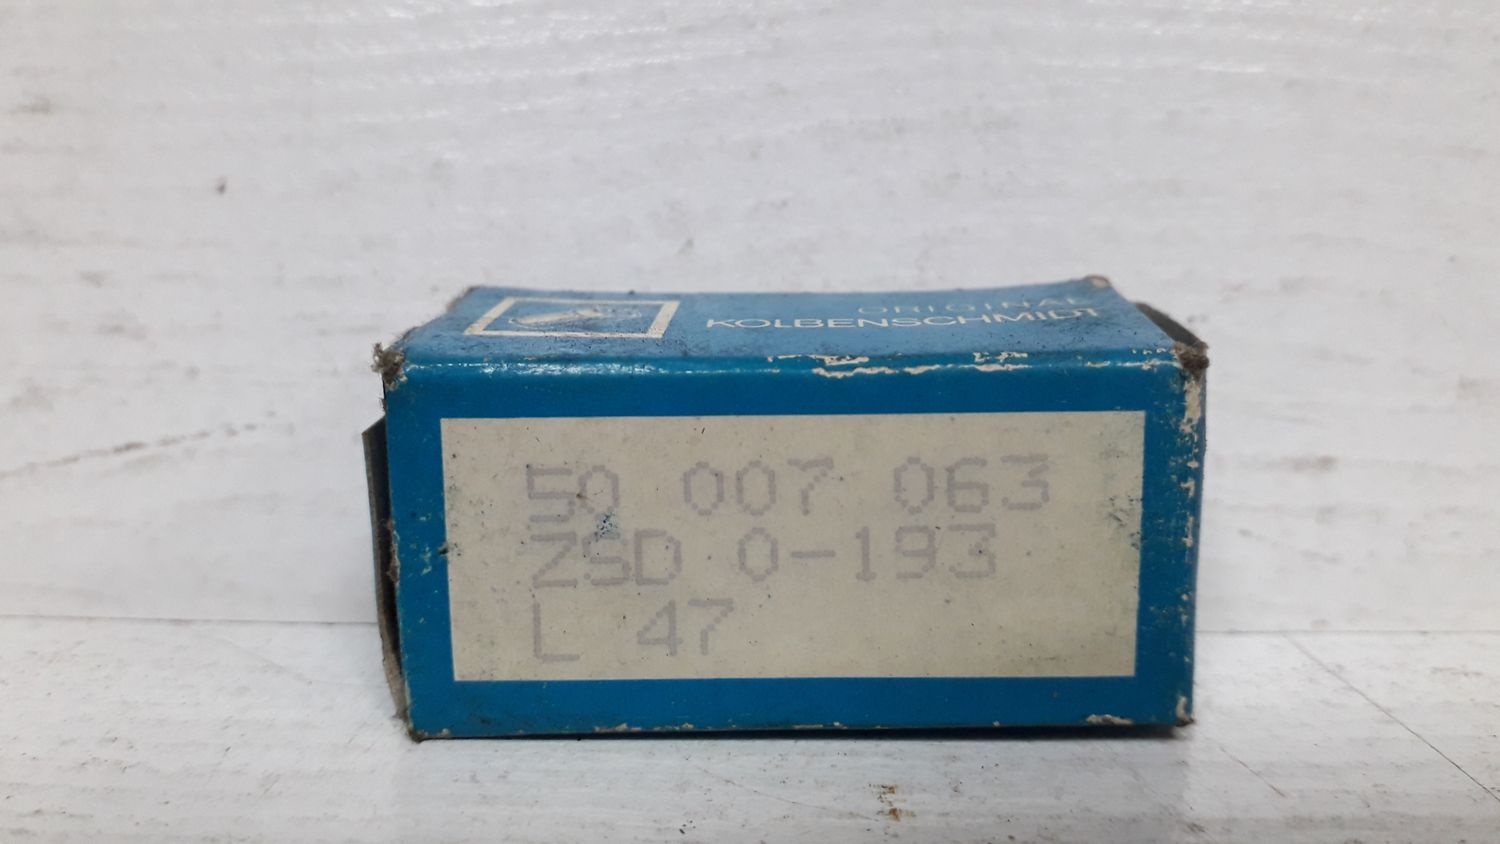 ORIGINAL
KOLBENSCHMIDT
50 007 063
ZSD 0-193
L 47